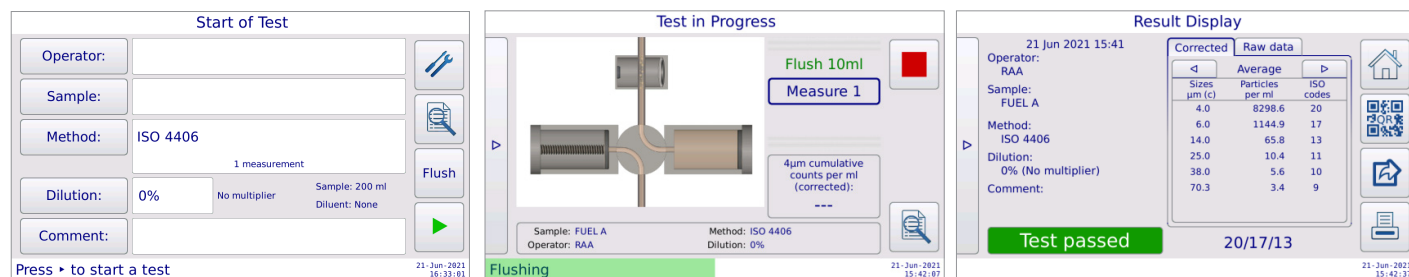 Start of Test
Operator:
Sample:
Method:
ISO 4406
1 measurement
Dilution:
0%
No multiplier
Sample: 200 ml
Diluent: None
Comment:
Flush
Press ‣ to start a test
21-Jun-2021
16:33:01
Test in Progress
Flush 10ml
Measure 1
4µm cumulative
counts per ml
(corrected):
---
Sample: FUEL A
Method: ISO 4406
Operator: RAA
Dilution: 0%
Flushing
21-Jun-2021
15:42:07
Result Display
21 Jun 2021 15:41
Operator:
RAA
Sample:
FUEL A
Method:
ISO 4406
Dilution:
0% (No multiplier)
Comment:
Test passed
Corrected
Raw data
Average
Sizes Particles ISO
µm (c) per ml codes
4.0 8298.6 20
6.0 1144.9 17
14.0 65.8 13
25.0 10.4 11
38.0 5.6 10
70.3 3.4 9
20/17/13
QR
21-Jun-2021
15:42:37